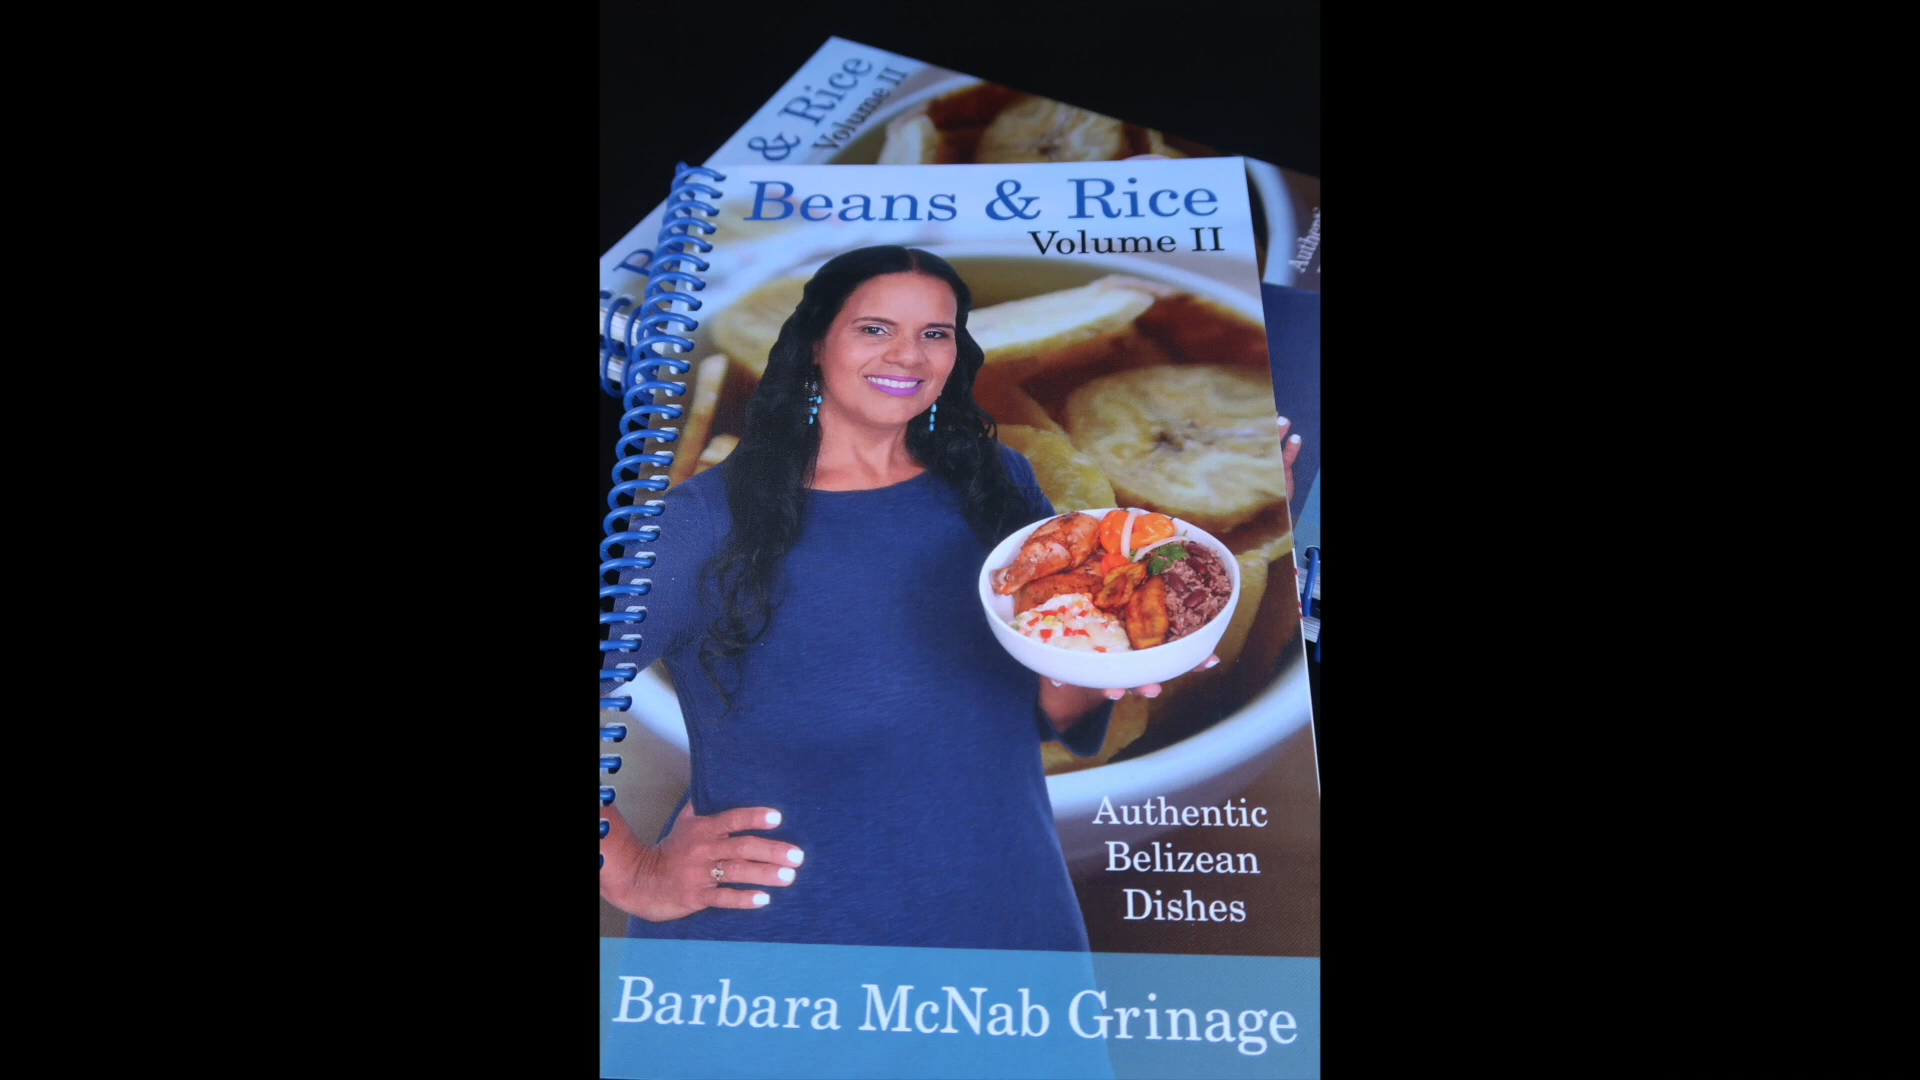 & Rice
Volume II
Beans & Rice
Volume II
Authentic
Belizean
Dishes
Barbara McNab Grinage